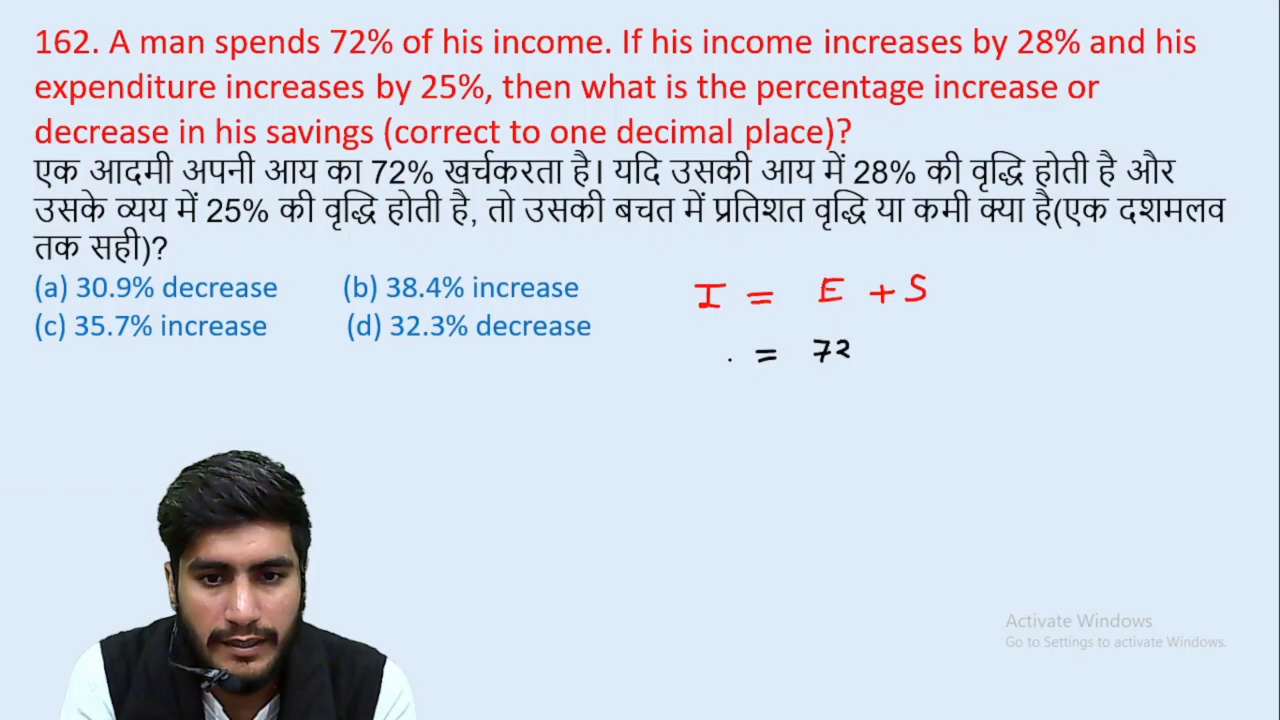 162. A man spends 72% of his income. If his income increases by 28% and his
expenditure increases by 25%, then what is the percentage increase or
decrease in his savings (correct to one decimal place)?
एक आदमी अपनी आय का 72% खर्चकरता है। यदि उसकी आय में 28% की वृद्धि होती है और
उसके व्यय में 25% की वृद्धि होती है, तो उसकी बचत में प्रतिशत वृद्धि या कमी क्या है(एक दशमलव
तक सही)?
(a) 30.9% decrease (b) 38.4% increase
(c) 35.7% increase (d) 32.3% decrease
I = E + S
. = 72
Activate Windows
Go to Settings to activate Windows.